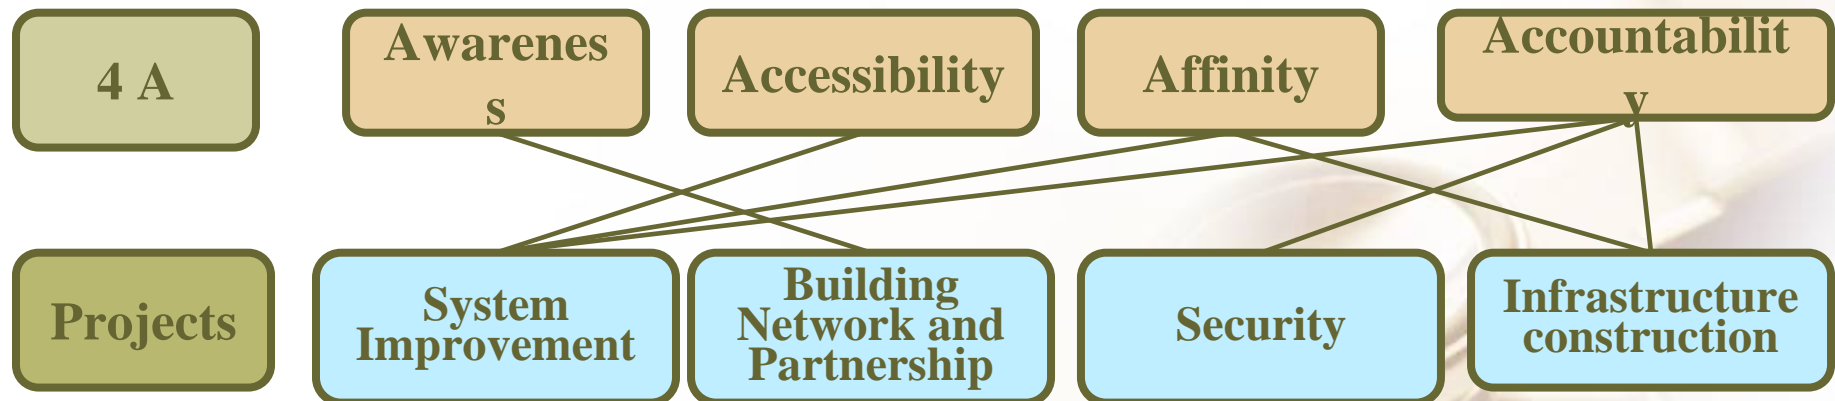 4 A
Awarenes
s
Accessibility
Affinity
Accountabilit
y
Projects
System
Improvement
Building
Network and
Partnership
Security
Infrastructure
construction